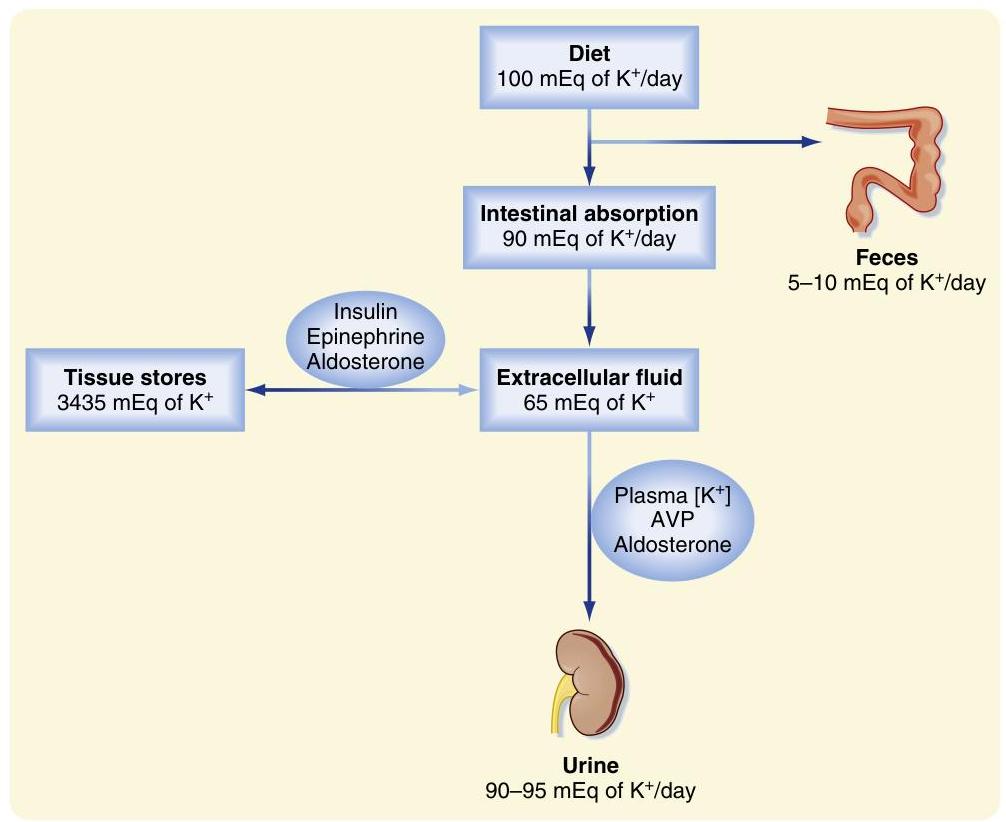 Diet
100 mEq of K⁺/day
Intestinal absorption
90 mEq of K⁺/day
Feces
5–10 mEq of K⁺/day
Insulin
Epinephrine
Aldosterone
Tissue stores
3435 mEq of K⁺
Extracellular fluid
65 mEq of K⁺
Plasma [K⁺]
AVP
Aldosterone
Urine
90–95 mEq of K⁺/day